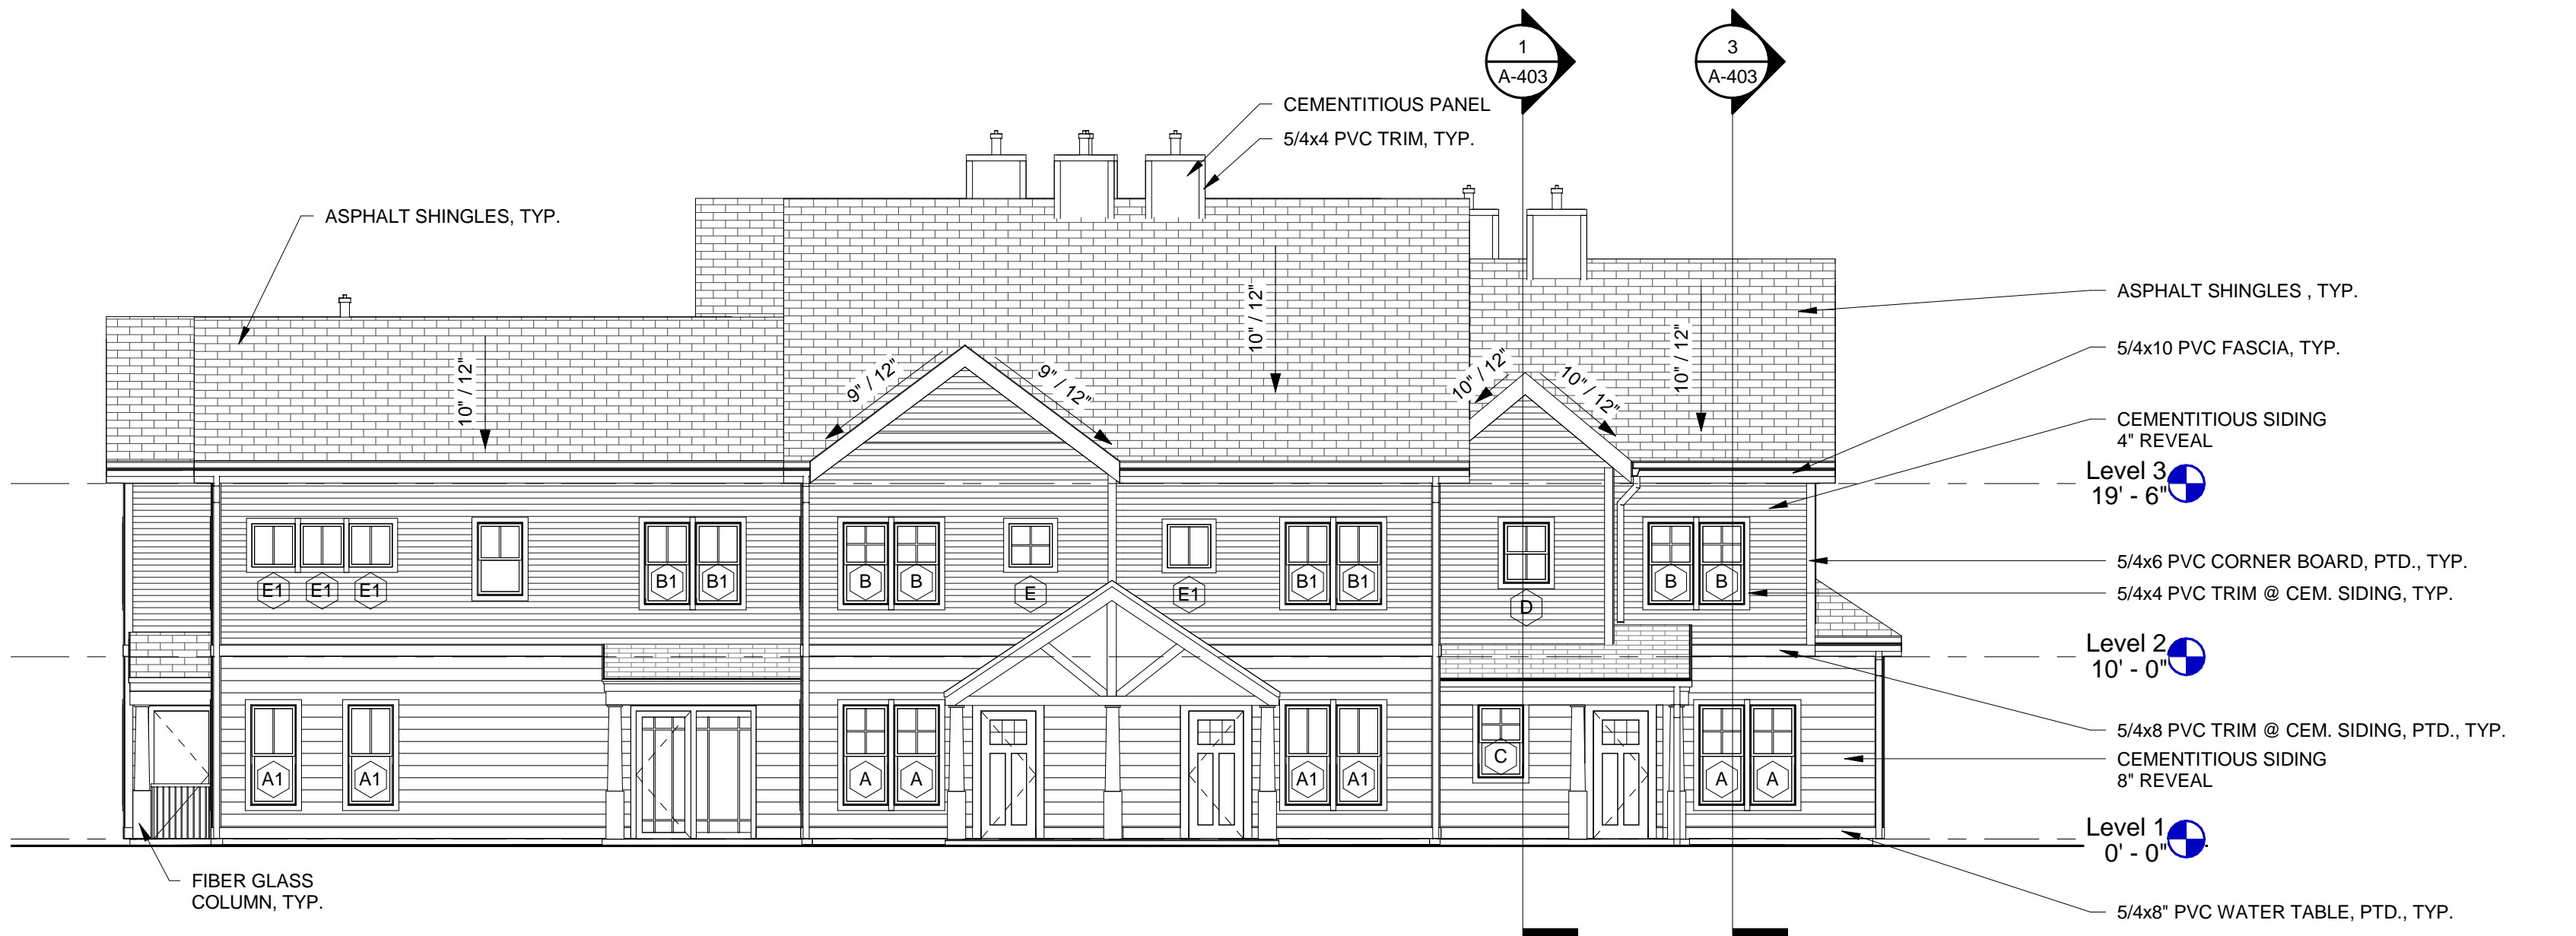 1
A-403
3
A-403
CEMENTITIOUS PANEL
5/4x4 PVC TRIM, TYP.
ASPHALT SHINGLES, TYP.
ASPHALT SHINGLES , TYP.
5/4x10 PVC FASCIA, TYP.
CEMENTITIOUS SIDING
4" REVEAL
Level 3
19' - 6"
10" / 12"
9" / 12"
9" / 12"
10" / 12"
10" / 12"
10" / 12"
10" / 12"
E1
E1
E1
B1
B1
B
B
E
E1
B1
B1
D
B
B
5/4x6 PVC CORNER BOARD, PTD., TYP.
5/4x4 PVC TRIM @ CEM. SIDING, TYP.
Level 2
10' - 0"
5/4x8 PVC TRIM @ CEM. SIDING, PTD., TYP.
CEMENTITIOUS SIDING
8" REVEAL
A1
A1
A
A
A1
A1
C
A
A
Level 1
0' - 0"
FIBER GLASS
COLUMN, TYP.
5/4x8" PVC WATER TABLE, PTD., TYP.